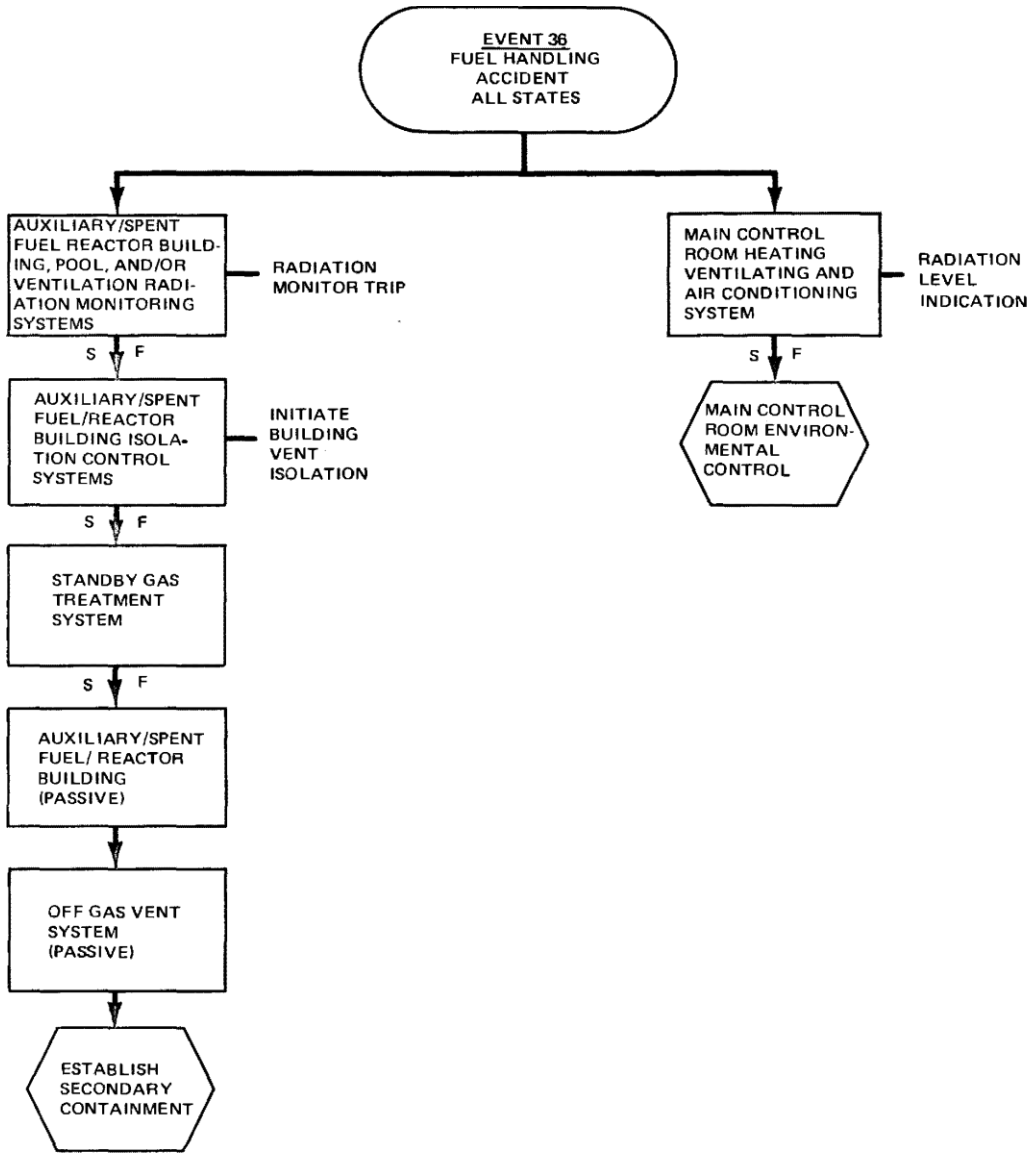 EVENT 36
FUEL HANDLING
ACCIDENT
ALL STATES
AUXILIARY/SPENT
FUEL REACTOR BUILD-
ING, POOL, AND/OR
VENTILATION RADI-
ATION MONITORING
SYSTEMS
RADIATION
MONITOR TRIP
MAIN CONTROL
ROOM HEATING
VENTILATING AND
AIR CONDITIONING
SYSTEM
RADIATION
LEVEL
INDICATION
S F
S F
AUXILIARY/SPENT
FUEL/REACTOR
BUILDING ISOLA-
TION CONTROL
SYSTEMS
INITIATE
BUILDING
VENT
ISOLATION
MAIN CONTROL
ROOM ENVIRON-
MENTAL
CONTROL
S F
STANDBY GAS
TREATMENT
SYSTEM
S F
AUXILIARY/SPENT
FUEL/ REACTOR
BUILDING
(PASSIVE)
OFF GAS VENT
SYSTEM
(PASSIVE)
ESTABLISH
SECONDARY
CONTAINMENT